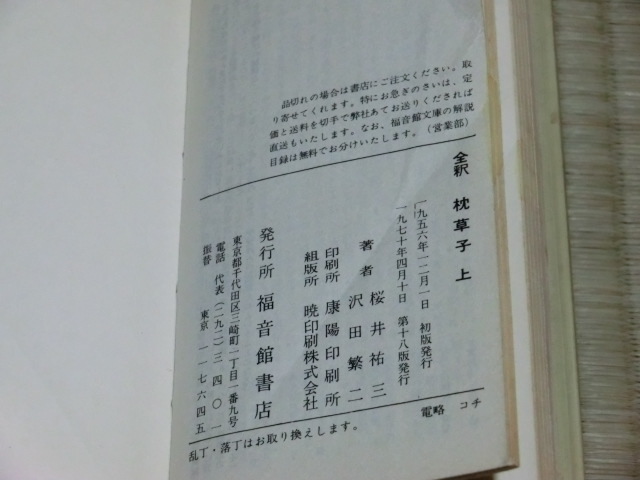 品切れの場合は書店にご注文ください。取
り寄せてくれます。特にお急ぎのさいは、定
価と送料を切手で弊社あてお送りくだされば
直送もいたします。なお、福音館文庫の解説
目録は無料でお分けいたします。（営業部）
全釈 枕草子 上
一九五六年一二月一日 初版発行
一九七十年四月十日 第十八版発行
著者 桜井祐三
沢田繁二
印刷所 康陽印刷所
組版所 暁印刷株式会社
発行所 福音館書店
東京都千代田区三崎町一丁目一番九号
電話 代表(二九二)三四〇一
振替 東京 一一七六四五
電略 コチ
乱丁・落丁はお取り換えします。